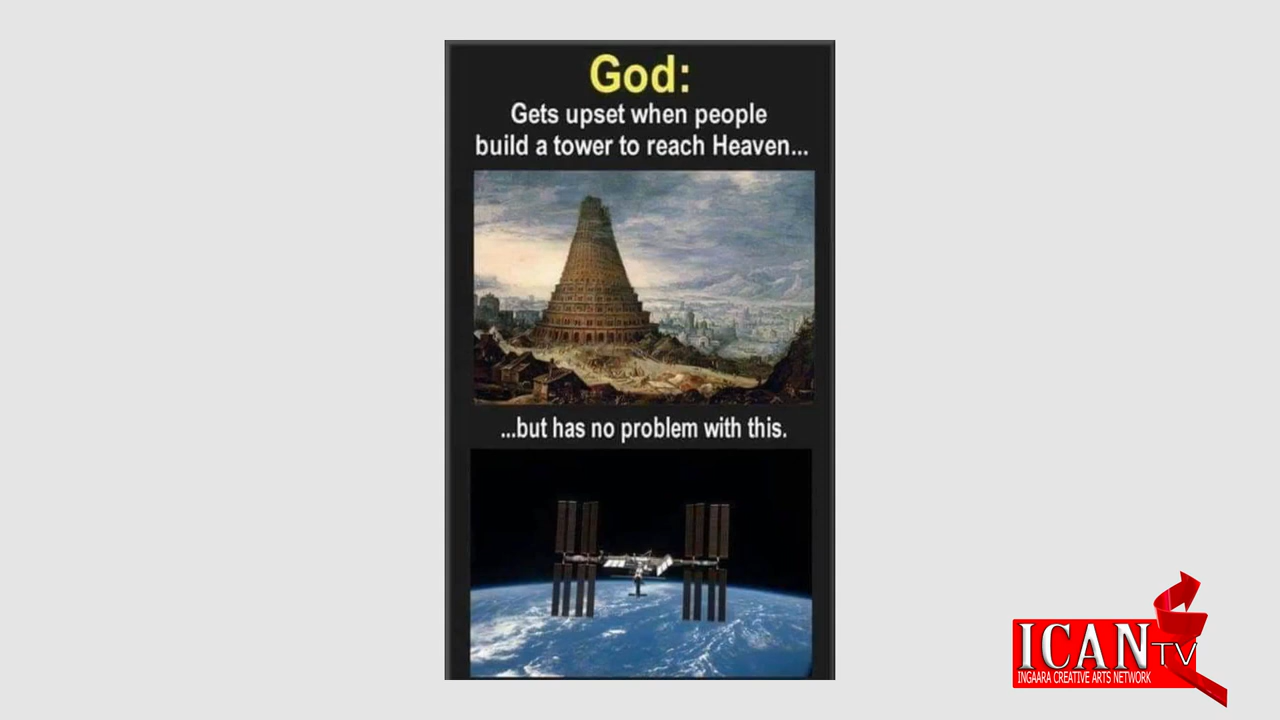 God:
Gets upset when people
build a tower to reach Heaven...
...but has no problem with this.
ICANTV
INGAARA CREATIVE ARTS NETWORK